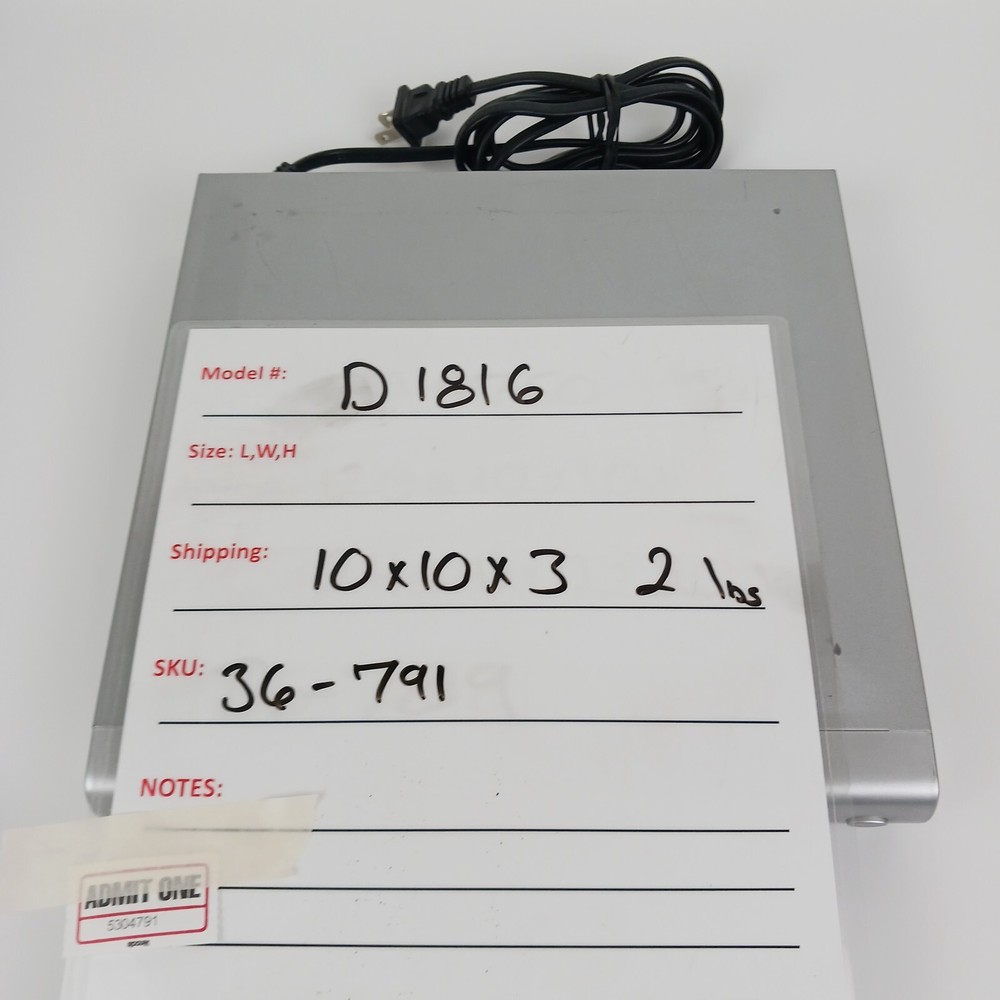 Model #: D1816
Size: L,W,H
Shipping: 10x10x3 2 lbs
SKU: 36-791
NOTES:
ADMIT ONE
5304791